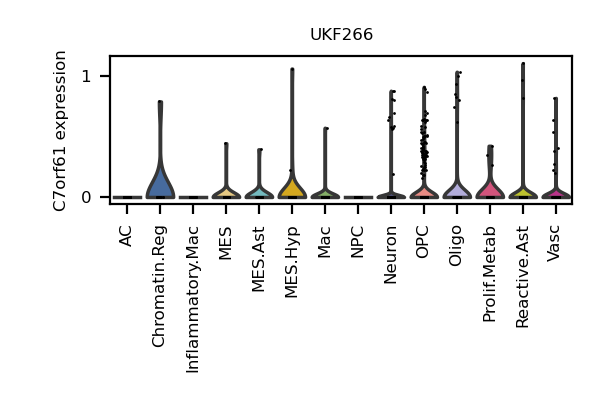 UKF266
C7orf61 expression
1
0
AC
Chromatin.Reg
Inflammatory.Mac
MES
MES.Ast
MES.Hyp
Mac
NPC
Neuron
OPC
Oligo
Prolif.Metab
Reactive.Ast
Vasc